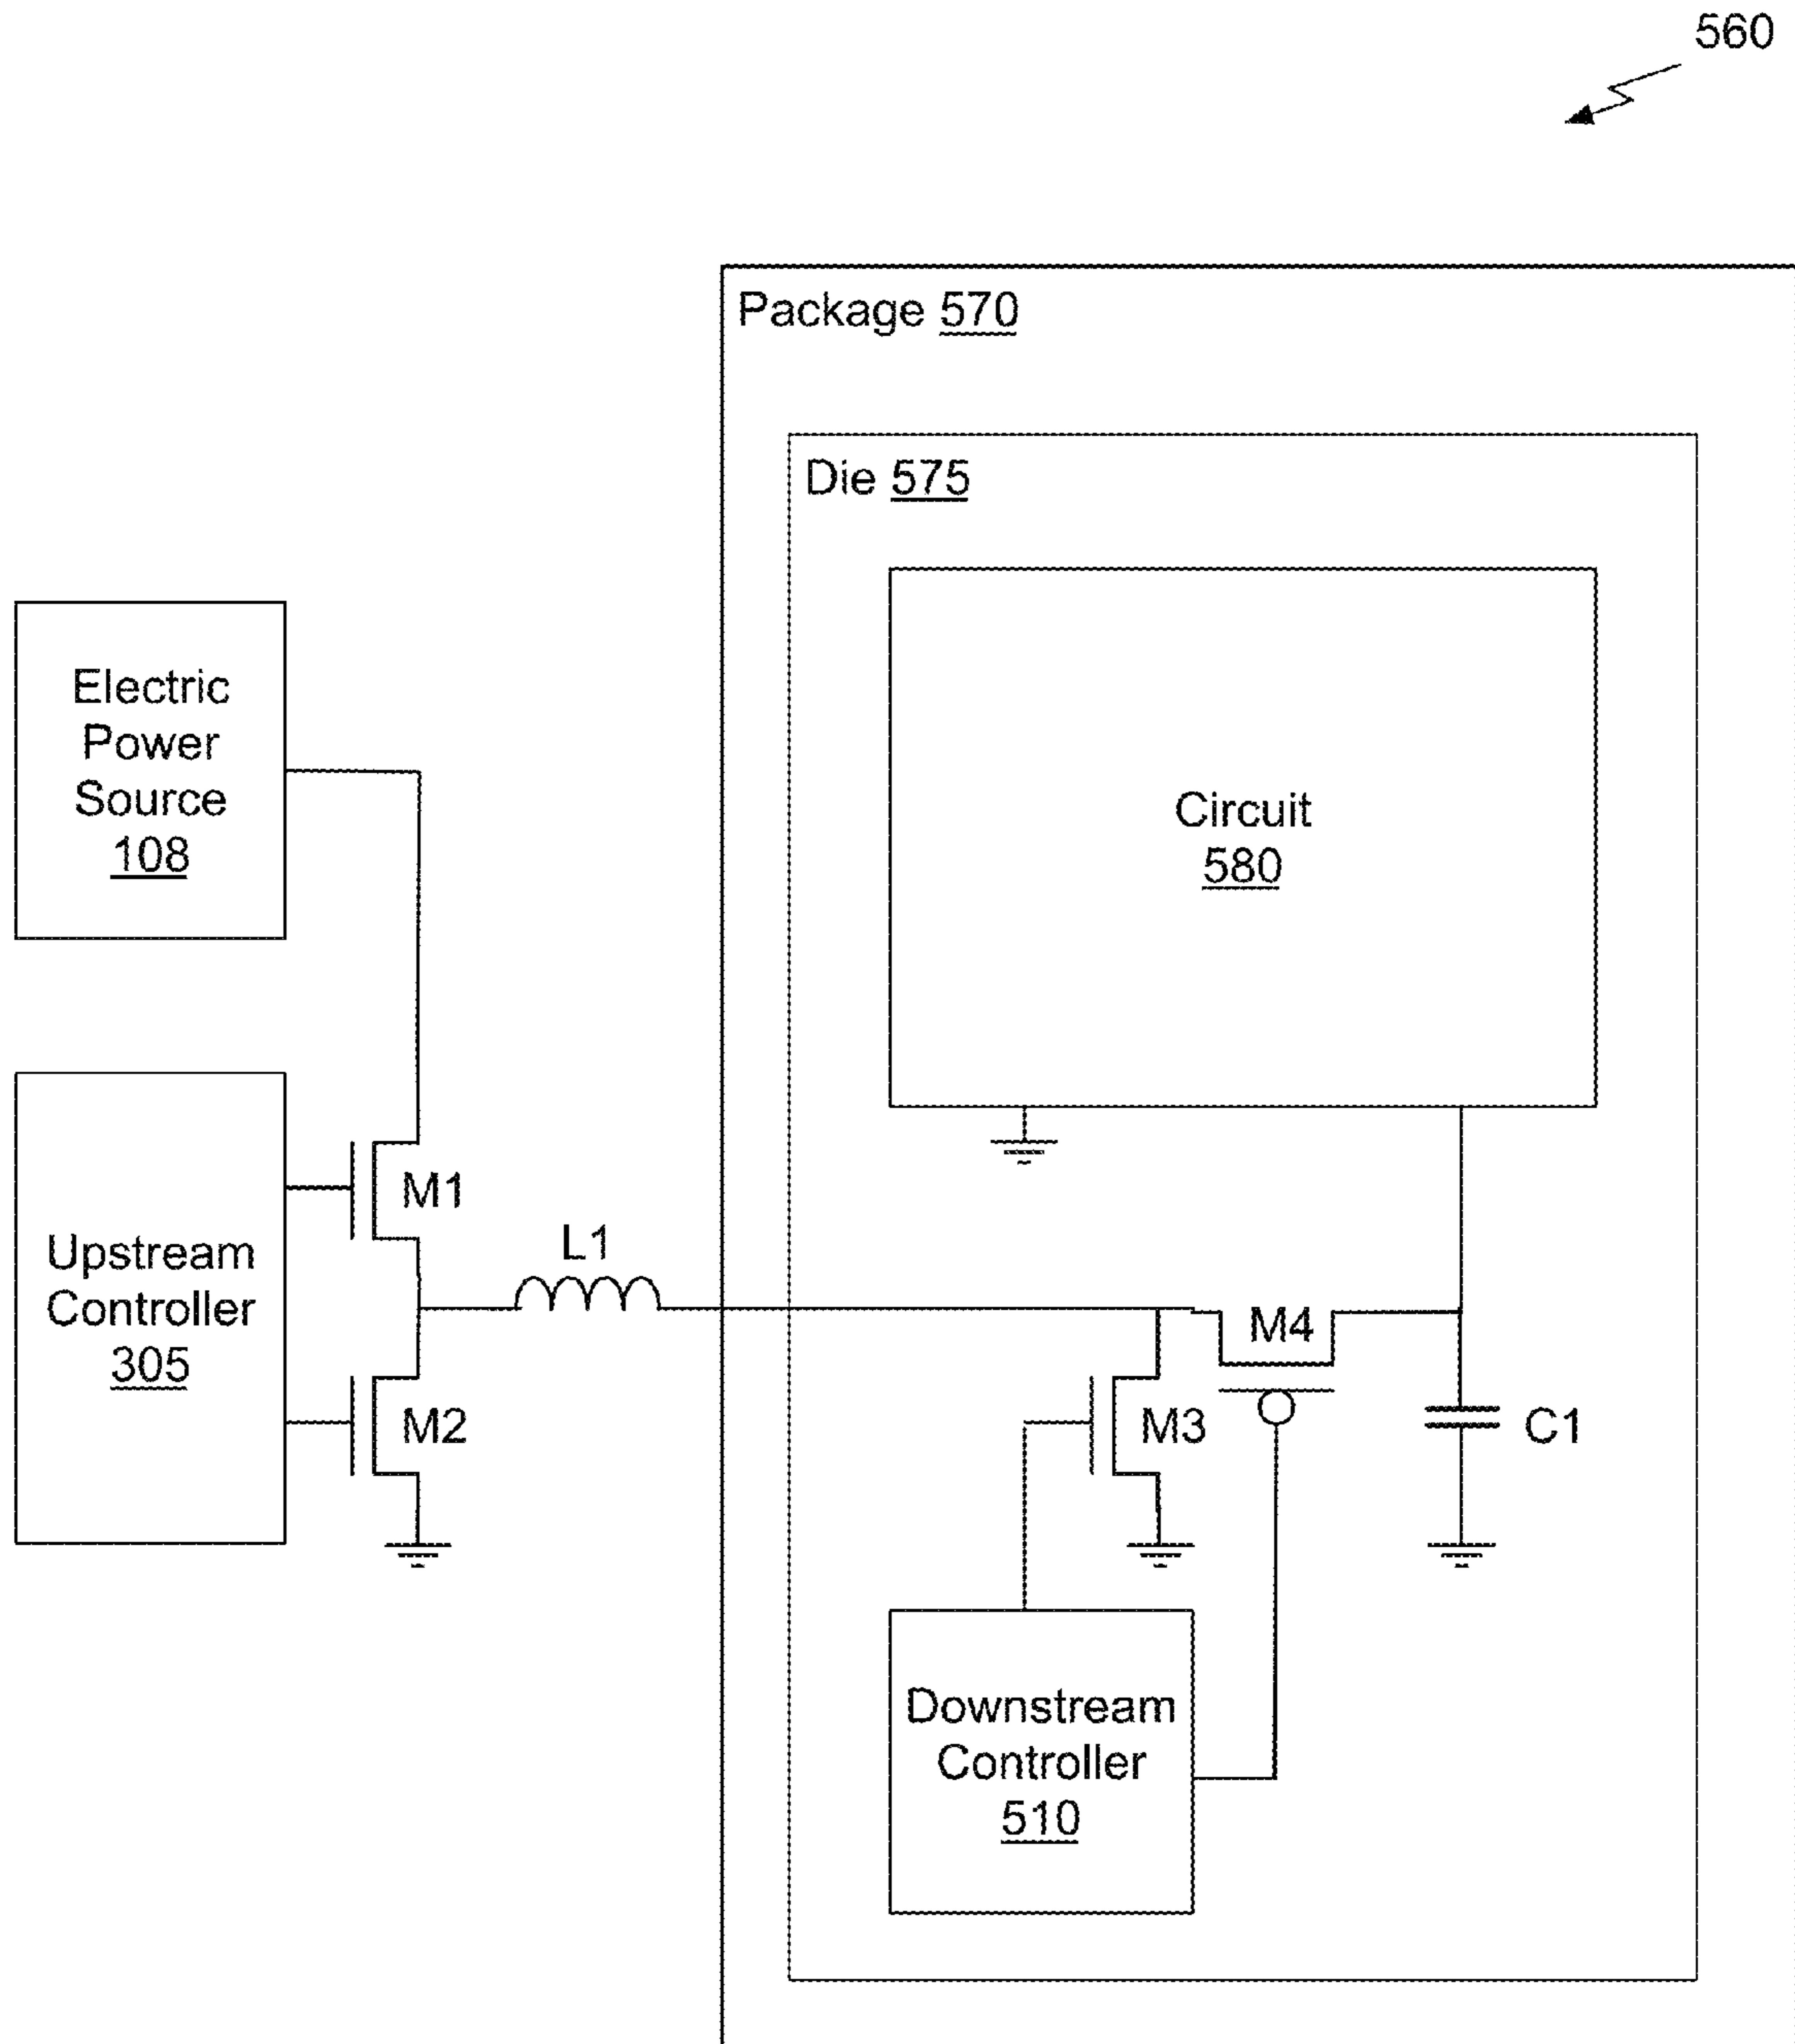 560
Package 570
Die 575
Electric
Power
Source
108
Circuit
580
Upstream
Controller
305
M1
L1
M2
M3
M4
C1
Downstream
Controller
510